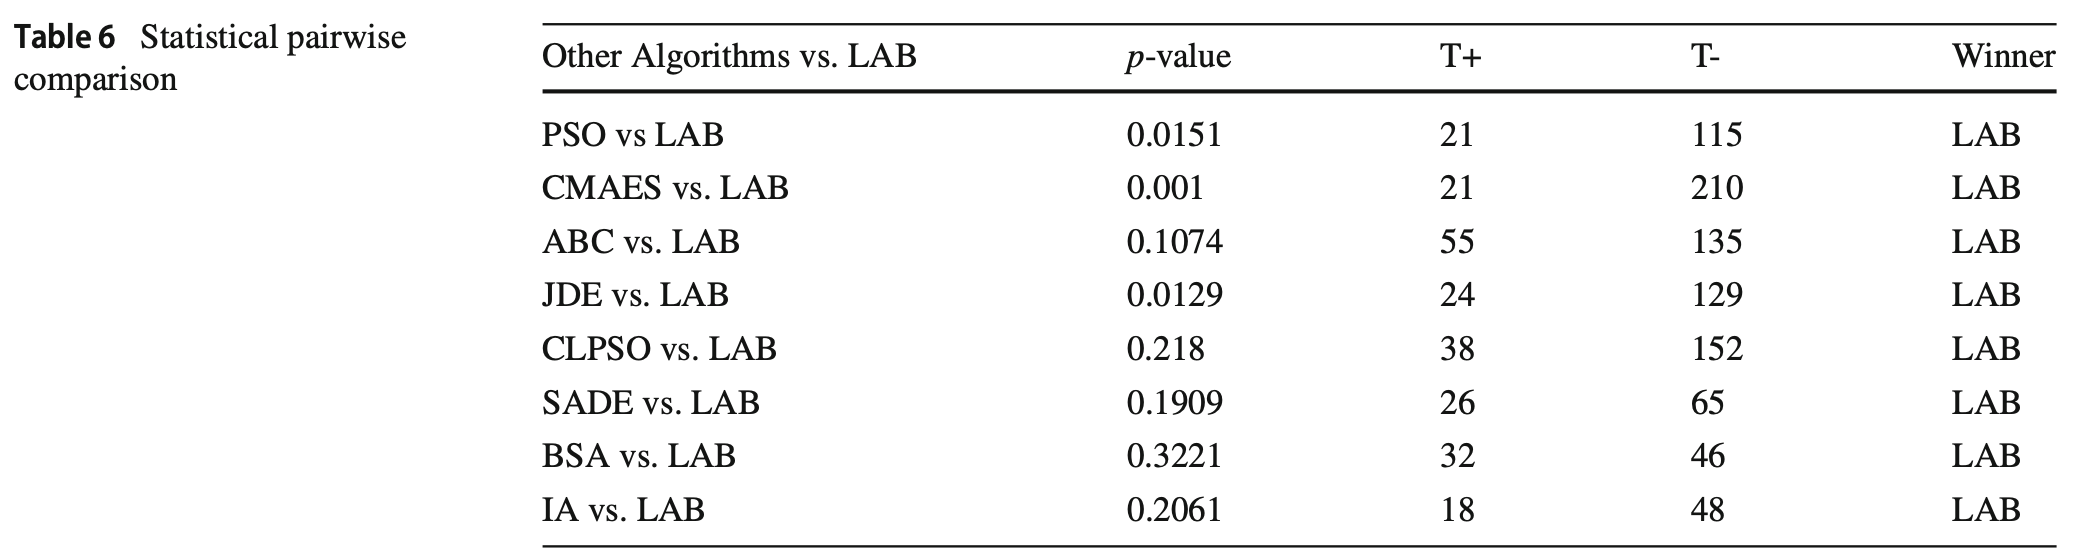 Table 6 Statistical pairwise
comparison
Other Algorithms vs. LAB p-value T+ T- Winner
PSO vs LAB 0.0151 21 115 LAB
CMAES vs. LAB 0.001 21 210 LAB
ABC vs. LAB 0.1074 55 135 LAB
JDE vs. LAB 0.0129 24 129 LAB
CLPSO vs. LAB 0.218 38 152 LAB
SADE vs. LAB 0.1909 26 65 LAB
BSA vs. LAB 0.3221 32 46 LAB
IA vs. LAB 0.2061 18 48 LAB